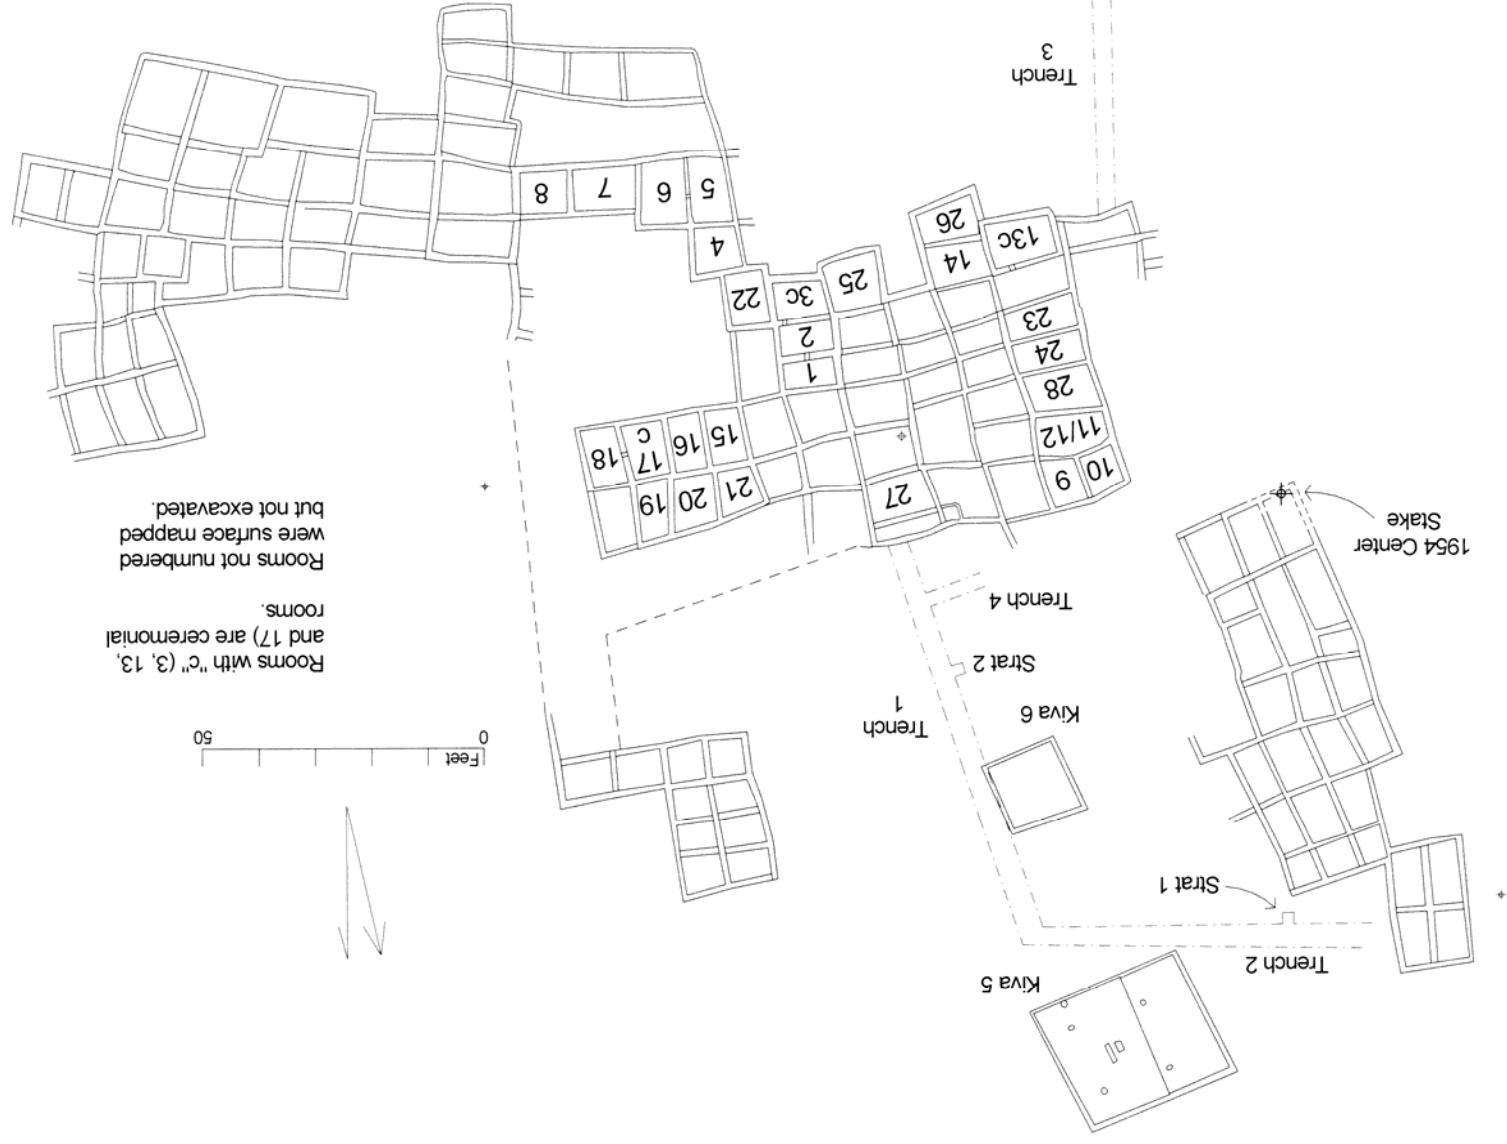 Kiva 5
Trench 2
Strat 1
Feet
0
50
Kiva 6
Trench
1
Rooms with "c" (3, 13,
and 17) are ceremonial
rooms.
Strat 2
Trench 4
Rooms not numbered
were surface mapped
but not excavated.
1954 Center
Stake
10
9
27
21
20
19
11/12
15
16
17
c
18
28
24
1
23
2
25
3c
22
14
13c
26
4
5
6
7
8
Trench
3